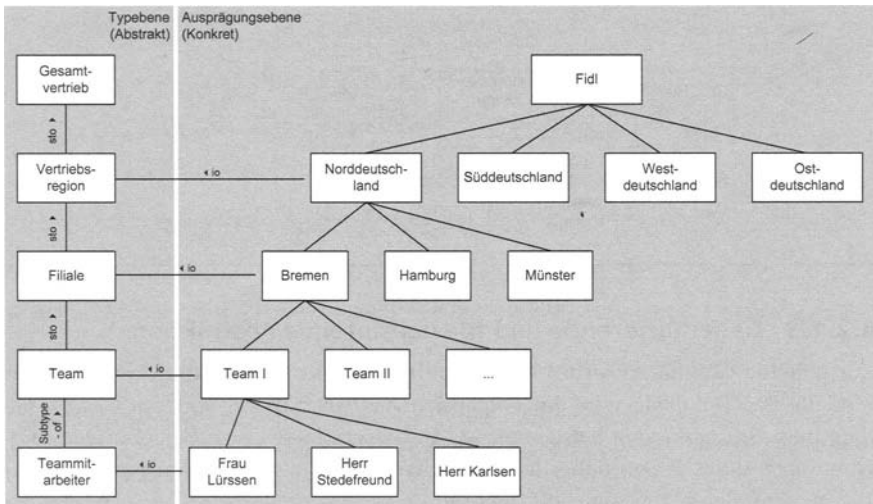 Typebene
(Abstrakt)
Ausprägungsebene
(Konkret)
Gesamt-
vertrieb
Fidl
sto ▸
Vertriebs-
region
◂ io
Norddeutsch-
land
Süddeutschland
West-
deutschland
Ost-
deutschland
sto ▸
Filiale
◂ io
Bremen
Hamburg
Münster
sto ▸
Team
◂ io
Team I
Team II
...
Subtype
- of ▸
Teammit-
arbeiter
◂ io
Frau
Lürssen
Herr
Stedefreund
Herr Karlsen